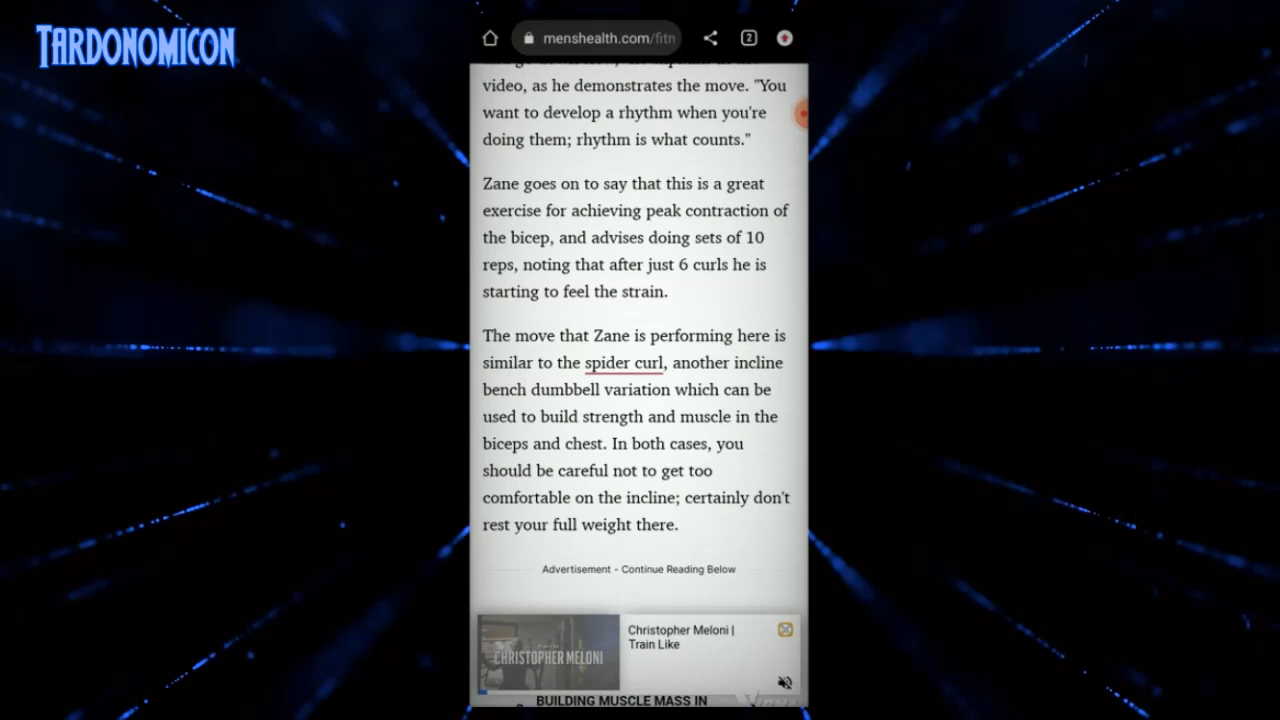 TARDONOMICON
menshealth.com/fitn
2
video, as he demonstrates the move. "You
want to develop a rhythm when you're
doing them; rhythm is what counts."
Zane goes on to say that this is a great
exercise for achieving peak contraction of
the bicep, and advises doing sets of 10
reps, noting that after just 6 curls he is
starting to feel the strain.
The move that Zane is performing here is
similar to the spider curl, another incline
bench dumbbell variation which can be
used to build strength and muscle in the
biceps and chest. In both cases, you
should be careful not to get too
comfortable on the incline; certainly don't
rest your full weight there.
Advertisement - Continue Reading Below
Christopher Meloni |
Train Like
CHRISTOPHER MELONI
BUILDING MUSCLE MASS IN